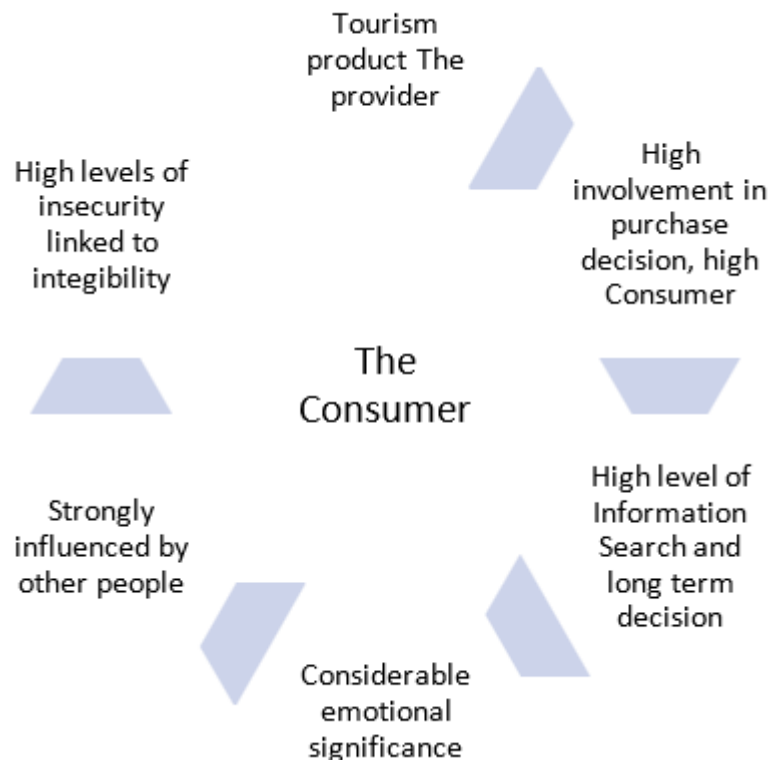 Tourism
product The
provider
High
involvement in
purchase
decision, high
Consumer
High level of
Information
Search and
long term
decision
Considerable
emotional
significance
Strongly
influenced by
other people
High levels of
insecurity
linked to
integibility
The
Consumer